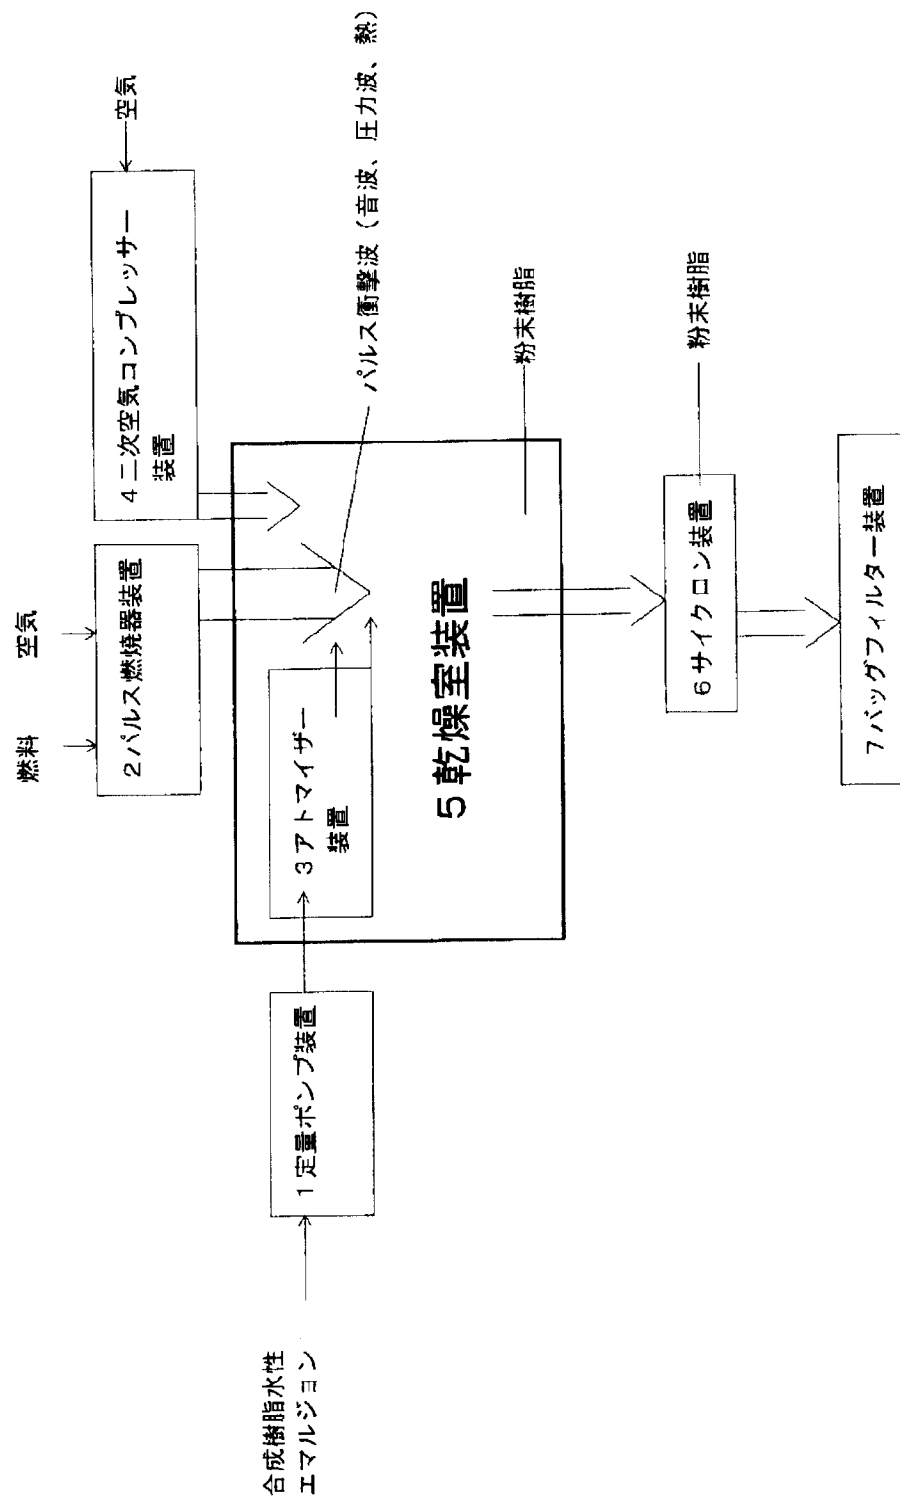 燃料
空気
2パルス燃焼器装置
4二次空気コンプレッサー
装置
空気
合成樹脂水性
エマルジョン
1定量ポンプ装置
3アトマイザー
装置
パルス衝撃波（音波、圧力波、熱）
5乾燥室装置
粉末樹脂
6サイクロン装置
粉末樹脂
7バッグフィルター装置